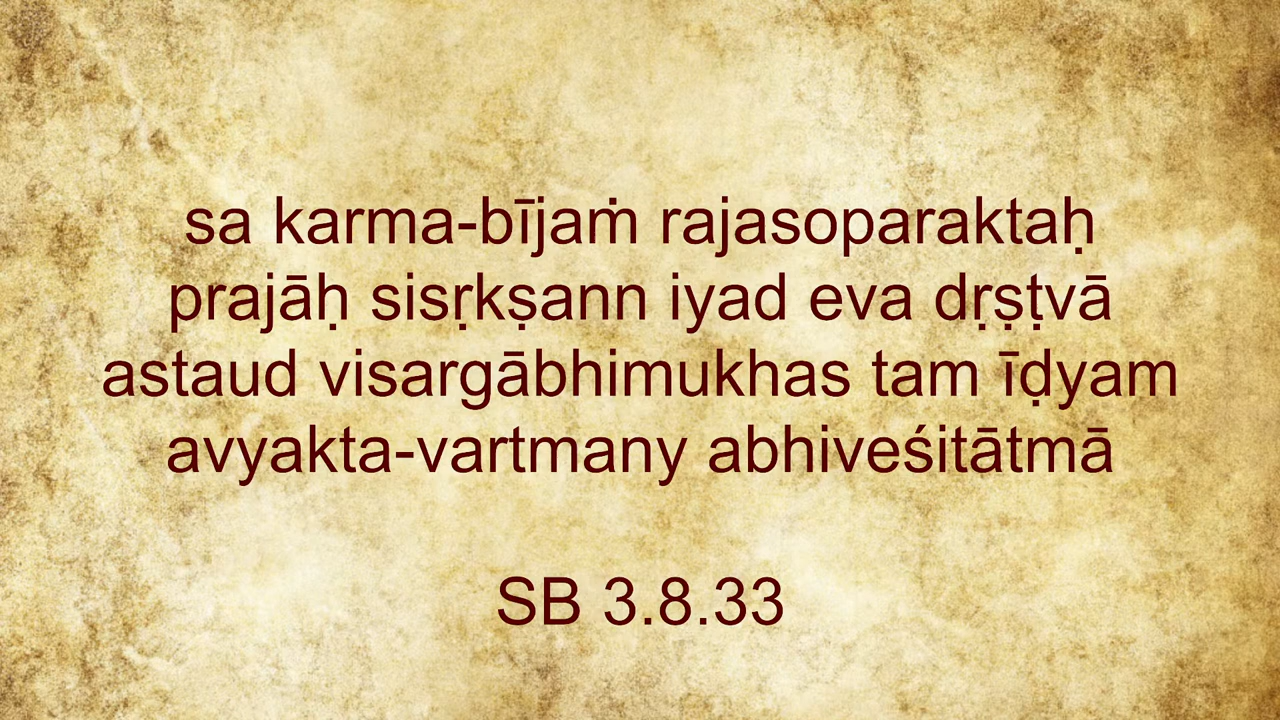 sa karma-bījaṁ rajasoparaktaḥ
prajāḥ sisṛkṣann iyad eva dṛṣṭvā
astaud visargābhimukhas tam īḍyam
avyakta-vartmany abhiveśitātmā
SB 3.8.33